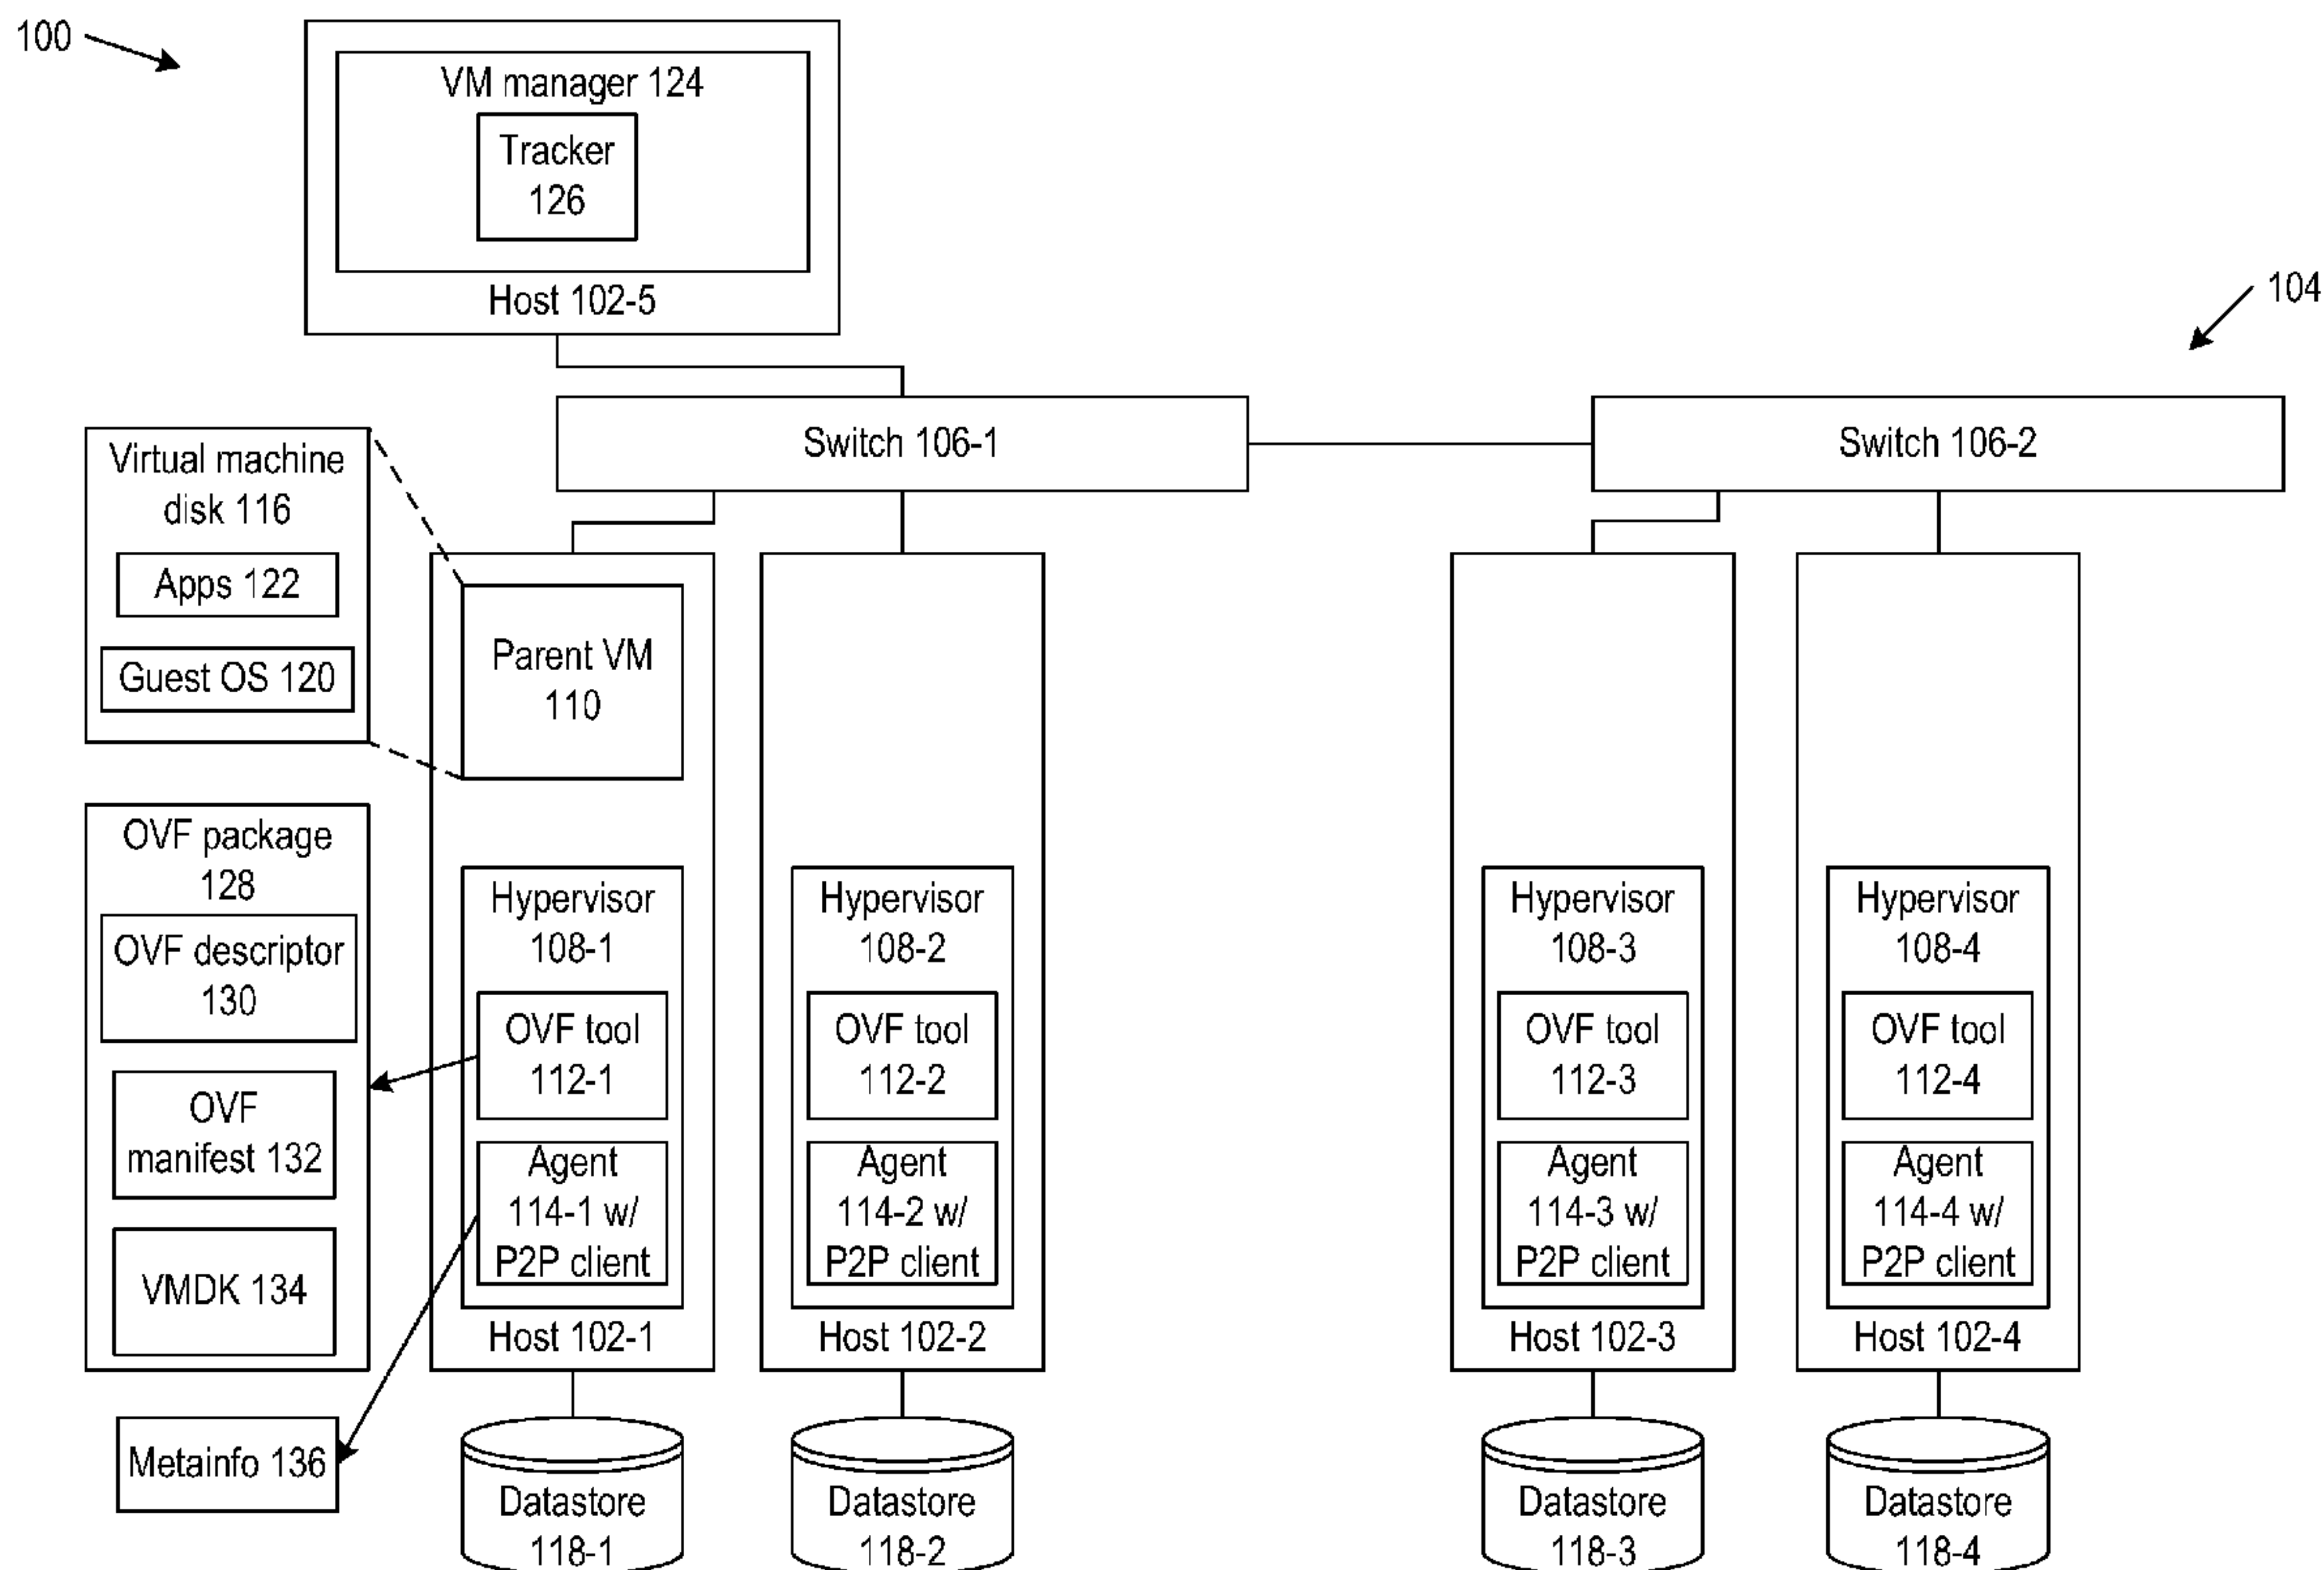 100
VM manager 124
Tracker
126
Host 102-5
104
Switch 106-1
Switch 106-2
Virtual machine
disk 116
Apps 122
Guest OS 120
Parent VM
110
OVF package
128
OVF descriptor
130
OVF
manifest 132
VMDK 134
Metainfo 136
Hypervisor
108-1
OVF tool
112-1
Agent
114-1 w/
P2P client
Host 102-1
Datastore
118-1
Hypervisor
108-2
OVF tool
112-2
Agent
114-2 w/
P2P client
Host 102-2
Datastore
118-2
Hypervisor
108-3
OVF tool
112-3
Agent
114-3 w/
P2P client
Host 102-3
Datastore
118-3
Hypervisor
108-4
OVF tool
112-4
Agent
114-4 w/
P2P client
Host 102-4
Datastore
118-4